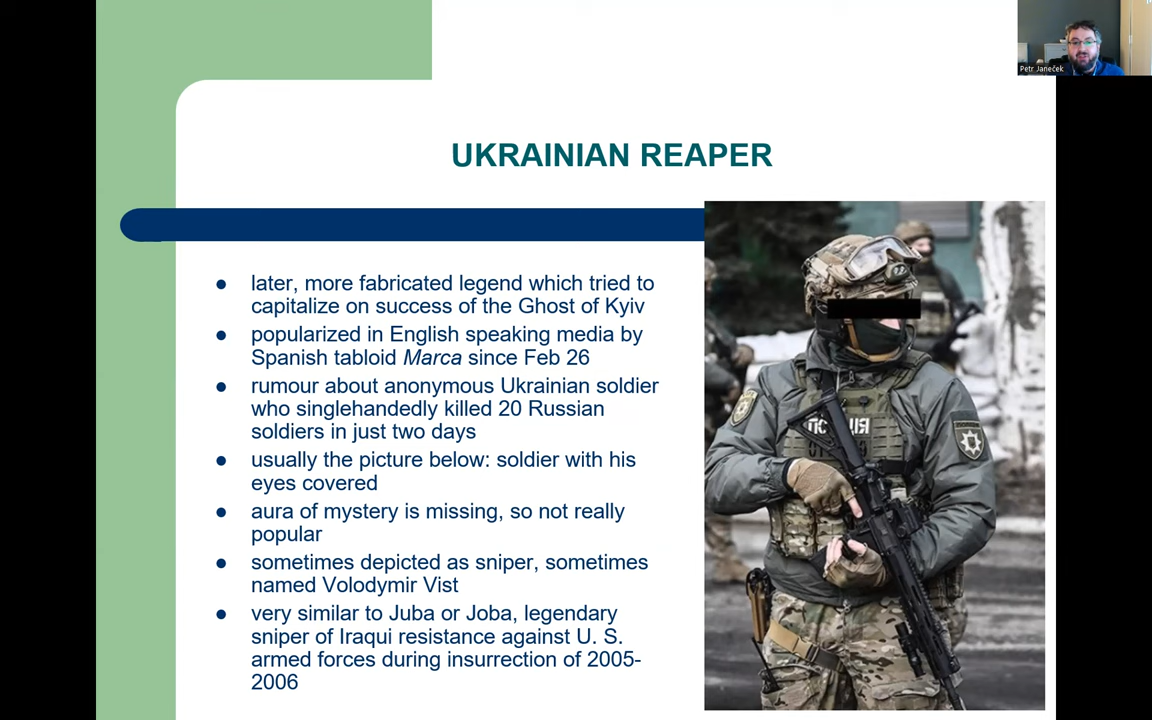 Petr Janeček
UKRAINIAN REAPER
● later, more fabricated legend which tried to
capitalize on success of the Ghost of Kyiv
● popularized in English speaking media by
Spanish tabloid Marca since Feb 26
● rumour about anonymous Ukrainian soldier
who singlehandedly killed 20 Russian
soldiers in just two days
● usually the picture below: soldier with his
eyes covered
● aura of mystery is missing, so not really
popular
● sometimes depicted as sniper, sometimes
named Volodymir Vist
● very similar to Juba or Joba, legendary
sniper of Iraqui resistance against U. S.
armed forces during insurrection of 2005-
2006